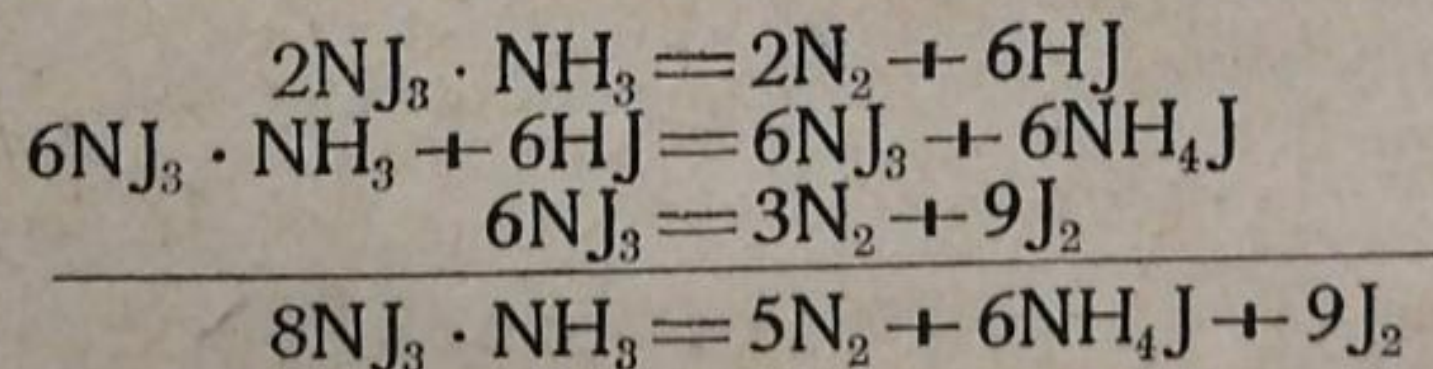 2NJ₃ · NH₃ = 2N₂ + 6HJ
6NJ₃ · NH₃ + 6HJ = 6NJ₃ + 6NH₄J
6NJ₃ = 3N₂ + 9J₂
8NJ₃ · NH₃ = 5N₂ + 6NH₄J + 9J₂